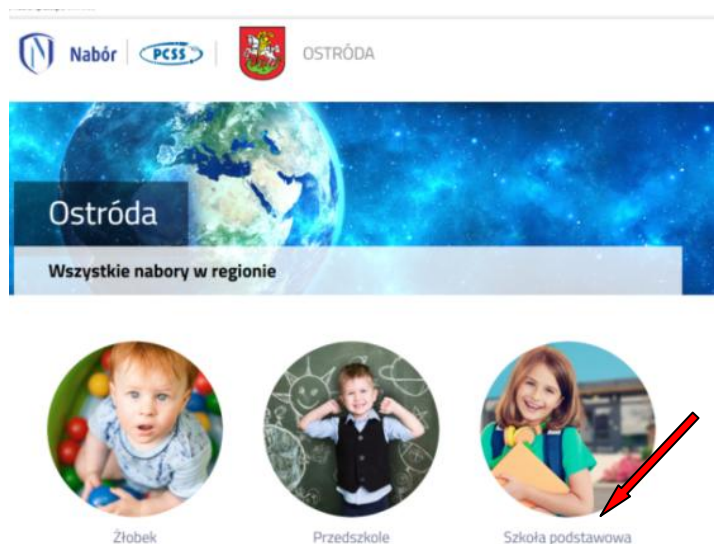 Nabór
PCSS
OSTRÓDA
Ostróda
Wszystkie nabory w regionie
Żłobek
Przedszkole
Szkoła podstawowa